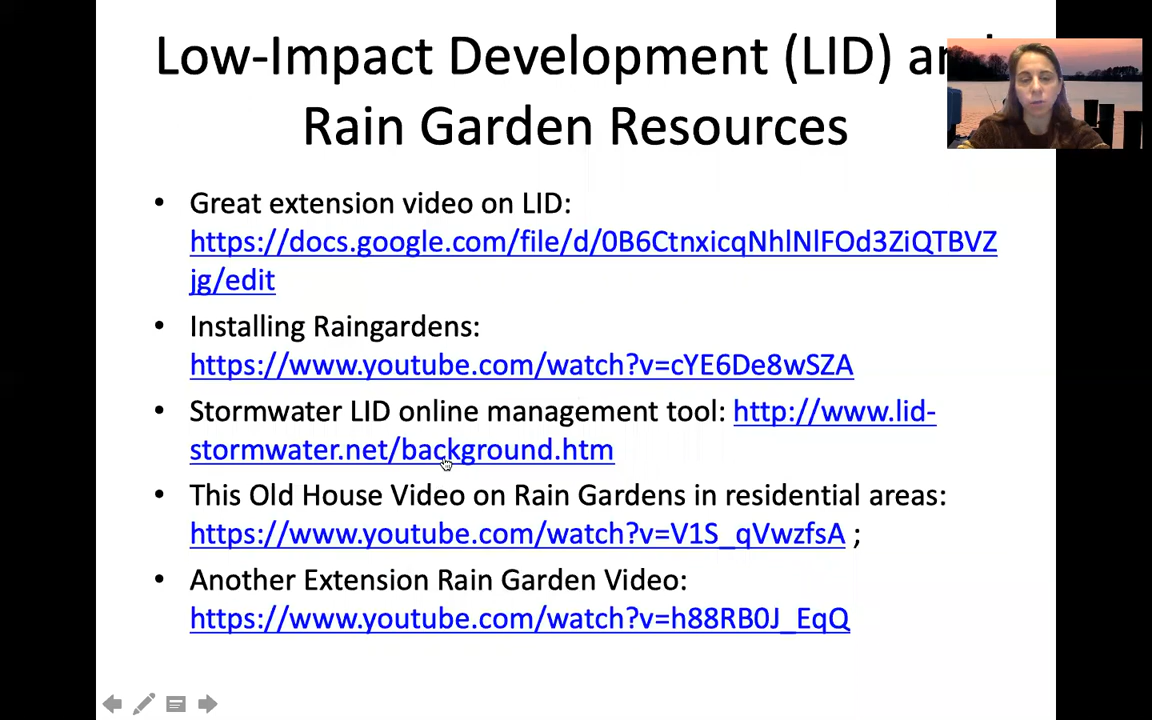 Low-Impact Development (LID) an
Rain Garden Resources
• Great extension video on LID:
https://docs.google.com/file/d/0B6CtnxicqNhlNlFOd3ZiQTBVZ
jg/edit
• Installing Raingardens:
https://www.youtube.com/watch?v=cYE6De8wSZA
• Stormwater LID online management tool: http://www.lid-
stormwater.net/background.htm
• This Old House Video on Rain Gardens in residential areas:
https://www.youtube.com/watch?v=V1S_qVwzfsA ;
• Another Extension Rain Garden Video:
https://www.youtube.com/watch?v=h88RB0J_EqQ